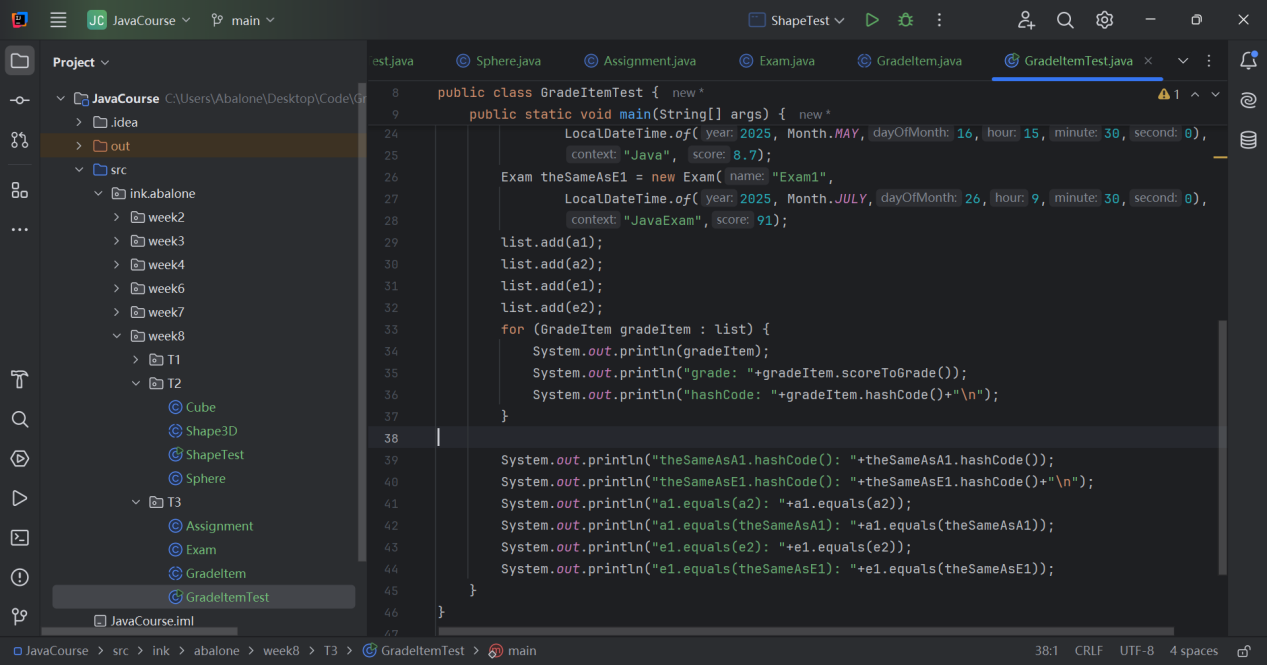 JC JavaCourse main ShapeTest
Project
est.java Sphere.java Assignment.java Exam.java GradeItem.java GradeItemTest.java
JavaCourse C:\Users\Abalone\Desktop\Code\Gr
.idea
out
src
ink.abalone
week2
week3
week4
week6
week7
week8
T1
T2
Cube
Shape3D
ShapeTest
Sphere
T3
Assignment
Exam
GradeItem
GradeItemTest
JavaCourse.iml
1
8 public class GradeItemTest { new *
9 public static void main(String[] args) { new *
24 LocalDateTime.of( year: 2025, Month.MAY, dayOfMonth: 16, hour: 15, minute: 30, second: 0),
25 context: "Java", score: 8.7);
26 Exam theSameAsE1 = new Exam( name: "Exam1",
27 LocalDateTime.of( year: 2025, Month.JULY, dayOfMonth: 26, hour: 9, minute: 30, second: 0),
28 context: "JavaExam", score: 91);
29 list.add(a1);
30 list.add(a2);
31 list.add(e1);
32 list.add(e2);
33 for (GradeItem gradeItem : list) {
34 System.out.println(gradeItem);
35 System.out.println("grade: "+gradeItem.scoreToGrade());
36 System.out.println("hashCode: "+gradeItem.hashCode()+"\n");
37 }
38
39 System.out.println("theSameAsA1.hashCode(): "+theSameAsA1.hashCode());
40 System.out.println("theSameAsE1.hashCode(): "+theSameAsE1.hashCode()+"\n");
41 System.out.println("a1.equals(a2): "+a1.equals(a2));
42 System.out.println("a1.equals(theSameAsA1): "+a1.equals(theSameAsA1));
43 System.out.println("e1.equals(e2): "+e1.equals(e2));
44 System.out.println("e1.equals(theSameAsE1): "+e1.equals(theSameAsE1));
45 }
46 }
47
JavaCourse > src > ink > abalone > week8 > T3 > GradeItemTest > main 38:1 CRLF UTF-8 4 spaces